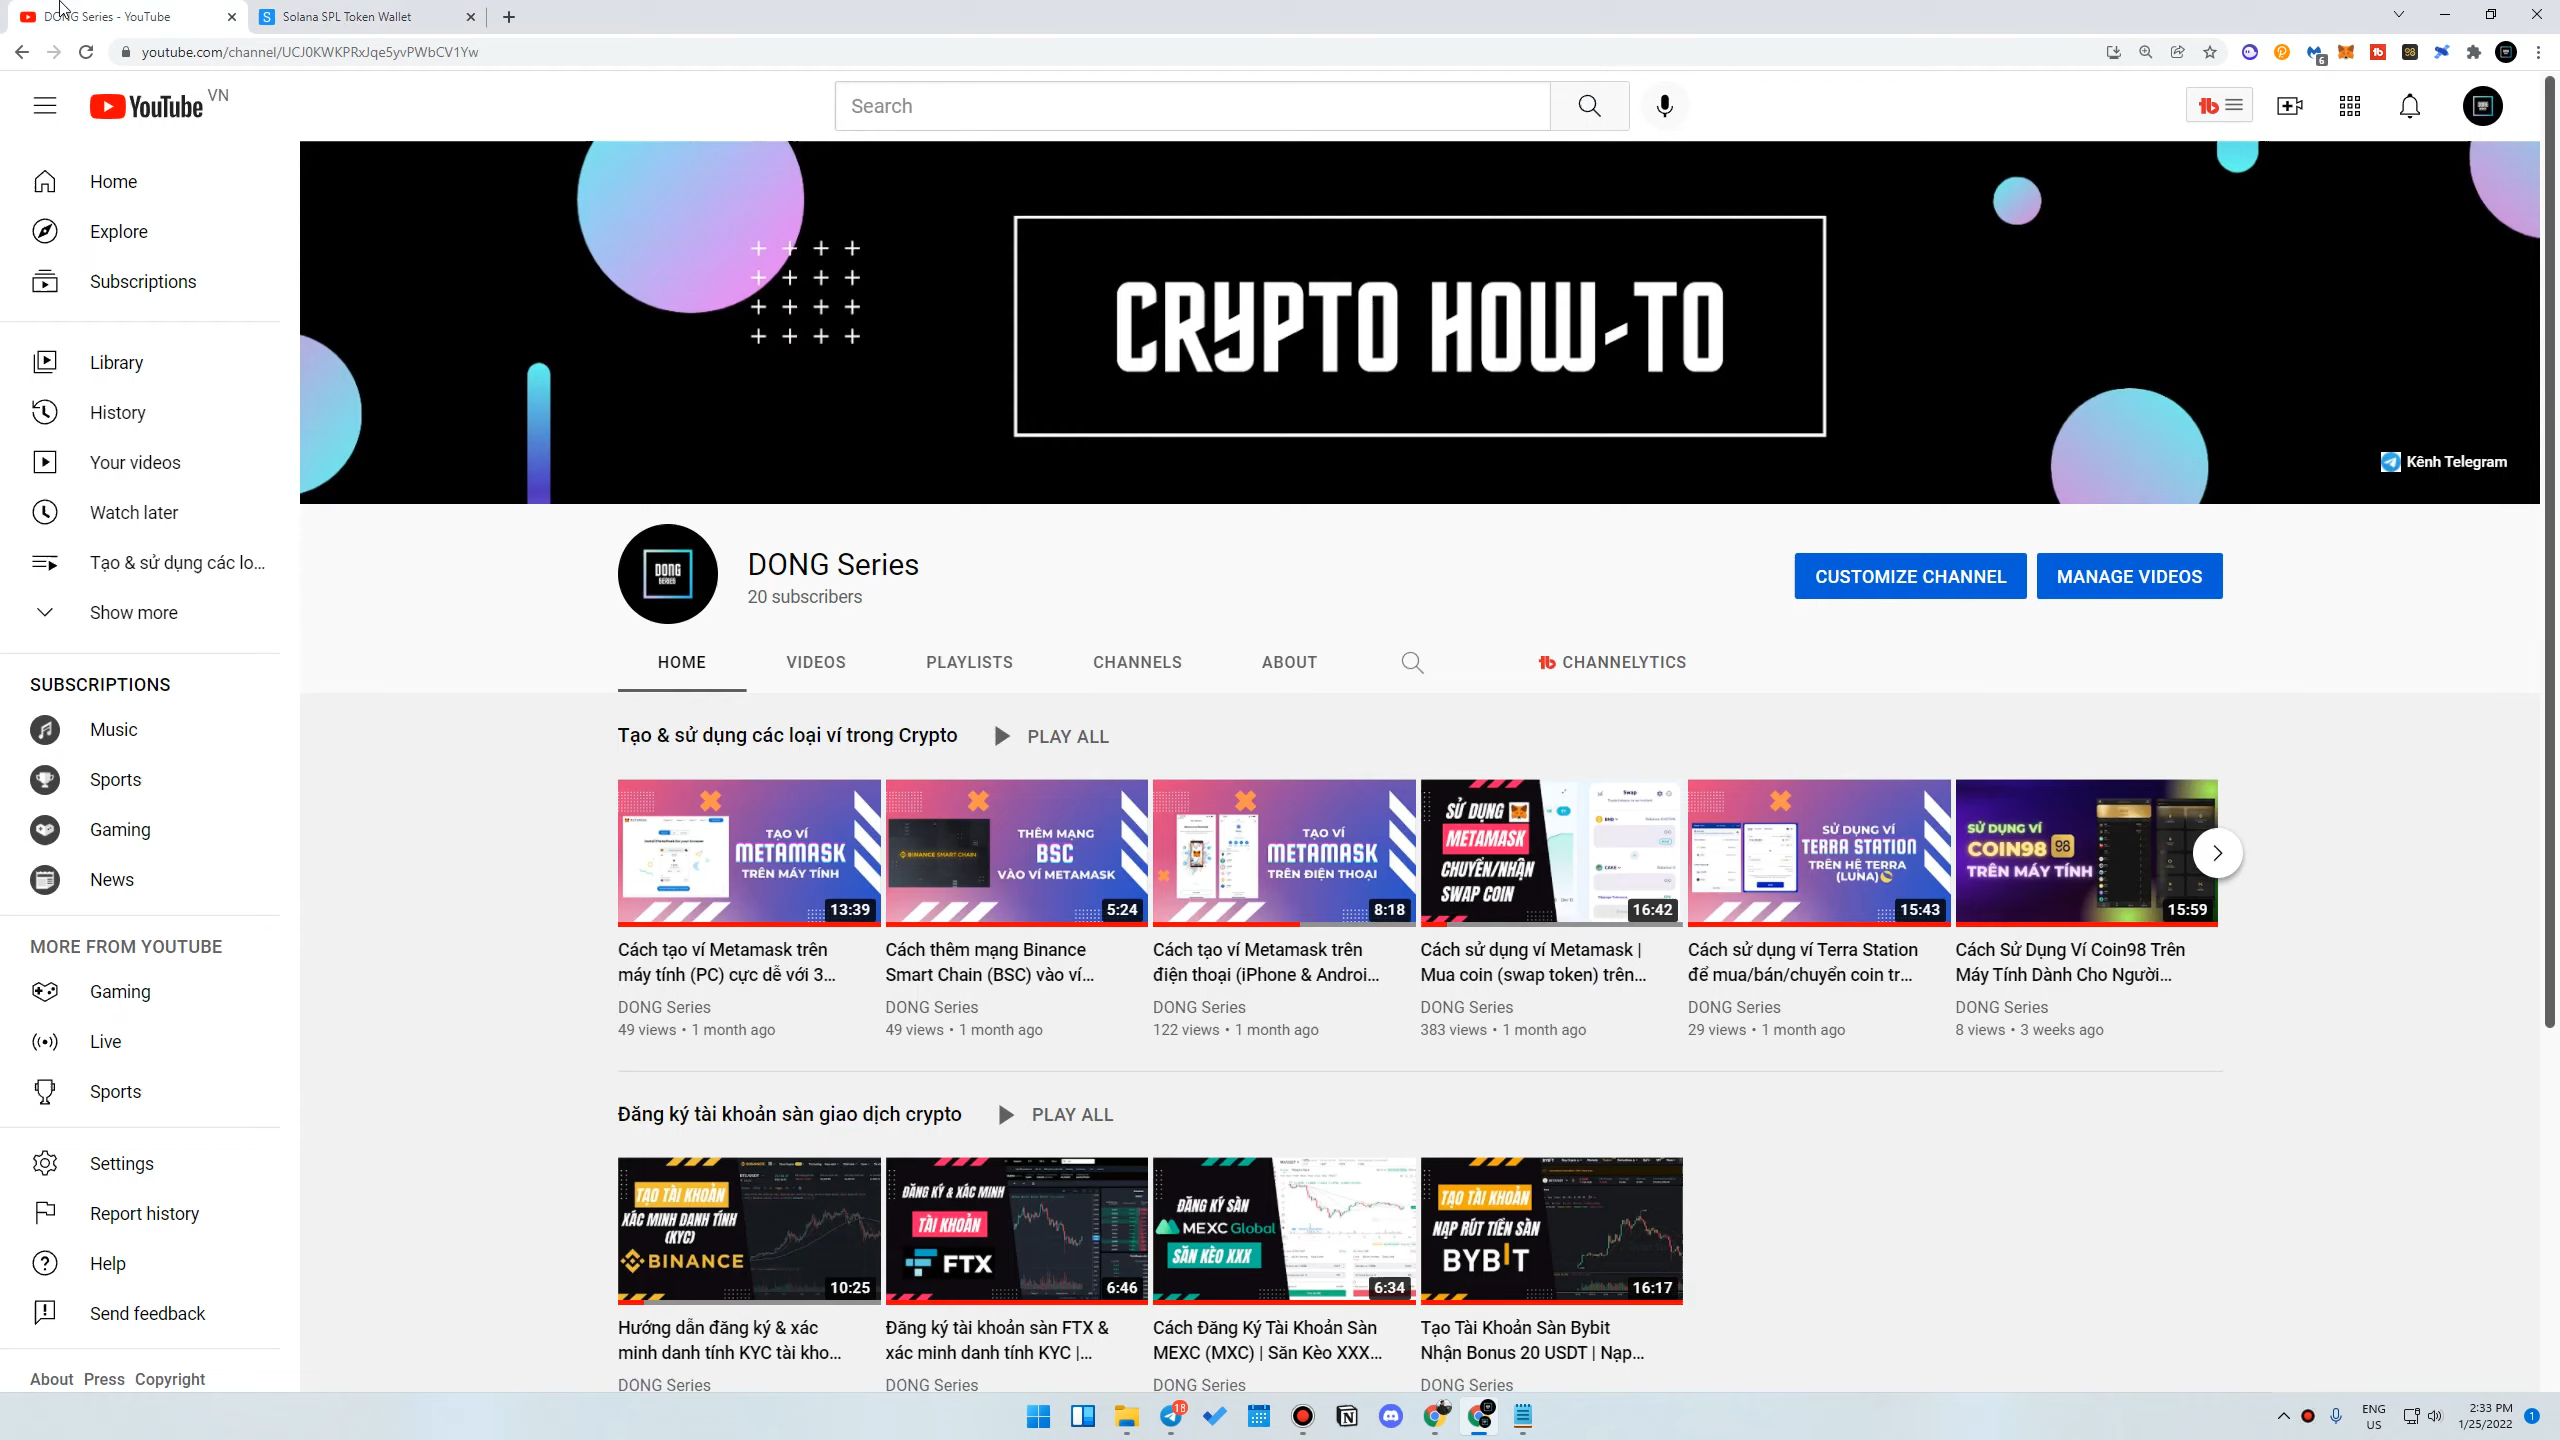 DONG Series - YouTube
Solana SPL Token Wallet
youtube.com/channel/UCJ0KWKPRxJqe5yvPWbCV1Yw
6
YouTube VN
Search
Home
Explore
Subscriptions
Library
History
Your videos
Watch later
Tạo & sử dụng các lo...
Show more
SUBSCRIPTIONS
Music
Sports
Gaming
News
MORE FROM YOUTUBE
Gaming
Live
Sports
Settings
Report history
Help
Send feedback
About Press Copyright
CRYPTO HOW-TO
Kênh Telegram
DONG SERIES
DONG Series
20 subscribers
CUSTOMIZE CHANNEL
MANAGE VIDEOS
HOME
VIDEOS
PLAYLISTS
CHANNELS
ABOUT
CHANNELYTICS
Tạo & sử dụng các loại ví trong Crypto
PLAY ALL
TẠO VÍ
METAMASK
TRÊN MÁY TÍNH
13:39
THÊM MẠNG
BSC
VÀO VÍ METAMASK
BINANCE SMART CHAIN
5:24
TẠO VÍ
METAMASK
TRÊN ĐIỆN THOẠI
8:18
SỬ DỤNG
METAMASK
CHUYỂN/NHẬN
SWAP COIN
Swap
16:42
SỬ DỤNG VÍ
TERRA STATION
TRÊN HỆ TERRA
(LUNA)
15:43
SỬ DỤNG VÍ
COIN98
TRÊN MÁY TÍNH
15:59
Cách tạo ví Metamask trên
máy tính (PC) cực dễ với 3...
DONG Series
49 views • 1 month ago
Cách thêm mạng Binance
Smart Chain (BSC) vào ví...
DONG Series
49 views • 1 month ago
Cách tạo ví Metamask trên
điện thoại (iPhone & Androi...
DONG Series
122 views • 1 month ago
Cách sử dụng ví Metamask |
Mua coin (swap token) trên...
DONG Series
383 views • 1 month ago
Cách sử dụng ví Terra Station
để mua/bán/chuyển coin tr...
DONG Series
29 views • 1 month ago
Cách Sử Dụng Ví Coin98 Trên
Máy Tính Dành Cho Người...
DONG Series
8 views • 3 weeks ago
Đăng ký tài khoản sàn giao dịch crypto
PLAY ALL
TẠO TÀI KHOẢN
XÁC MINH DANH TÍNH
(KYC)
BINANCE
10:25
ĐĂNG KÝ & XÁC MINH
TÀI KHOẢN
FTX
6:46
ĐĂNG KÝ SÀN
MEXC Global
SĂN KÈO XXX
6:34
TẠO TÀI KHOẢN
NẠP RÚT TIỀN SÀN
BYBIT
16:17
Hướng dẫn đăng ký & xác
minh danh tính KYC tài kho...
DONG Series
Đăng ký tài khoản sàn FTX &
xác minh danh tính KYC |...
DONG Series
Cách Đăng Ký Tài Khoản Sàn
MEXC (MXC) | Săn Kèo XXX...
DONG Series
Tạo Tài Khoản Sàn Bybit
Nhận Bonus 20 USDT | Nạp...
DONG Series
18
ENG
US
2:33 PM
1/25/2022
1